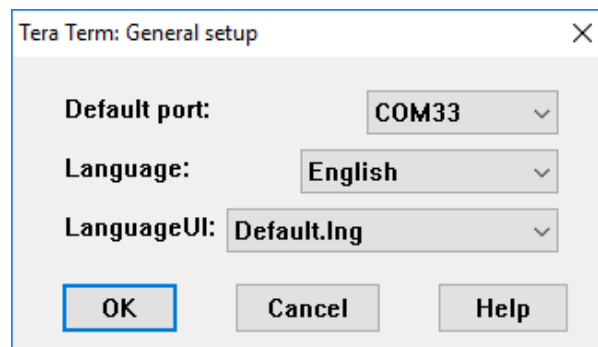 Tera Term: General setup
Default port: COM33
Language: English
LanguageUI: Default.lng
OK Cancel Help